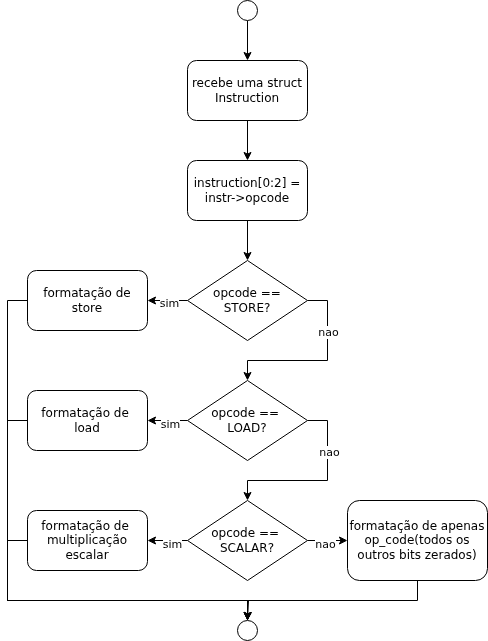 recebe uma struct
Instruction
instruction[0:2] =
instr->opcode
opcode ==
STORE?
sim
formatação de
store
nao
opcode ==
LOAD?
sim
formatação de
load
nao
opcode ==
SCALAR?
sim
formatação de
multiplicação
escalar
nao
formatação de apenas
op_code(todos os
outros bits zerados)